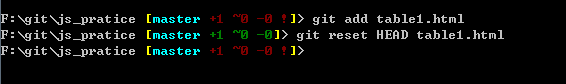 F:\git\js_pratice [master +1 ~0 -0 !]> git add table1.html
F:\git\js_pratice [master +1 ~0 -0]> git reset HEAD table1.html
F:\git\js_pratice [master +1 ~0 -0 !]>